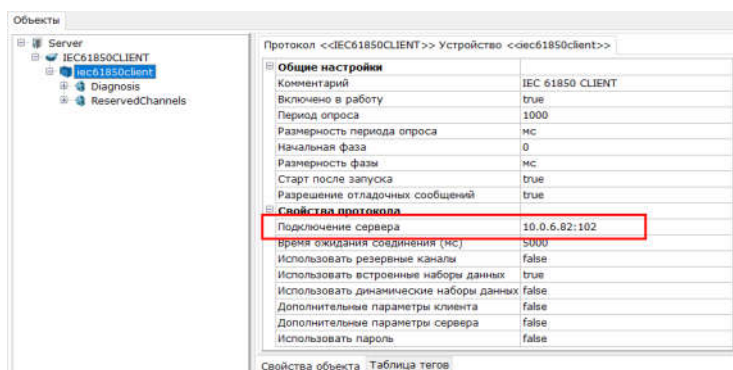 Объекты
Server
IEC61850CLIENT
iec61850client
Diagnosis
ReservedChannels
Протокол <<IEC61850CLIENT>> Устройство <<iec61850client>>
Общие настройки
Комментарий IEC 61850 CLIENT
Включено в работу true
Период опроса 1000
Размерность периода опроса мс
Начальная фаза 0
Размерность фазы мс
Старт после запуска true
Разрешение отладочных сообщений true
Свойства протокола
Подключение сервера 10.0.6.82:102
Время ожидания соединения (мс) 5000
Использовать резервные каналы false
Использовать встроенные наборы данных true
Использовать динамические наборы данных false
Дополнительные параметры клиента false
Дополнительные параметры сервера false
Использовать пароль false
Свойства объекта Таблица тегов